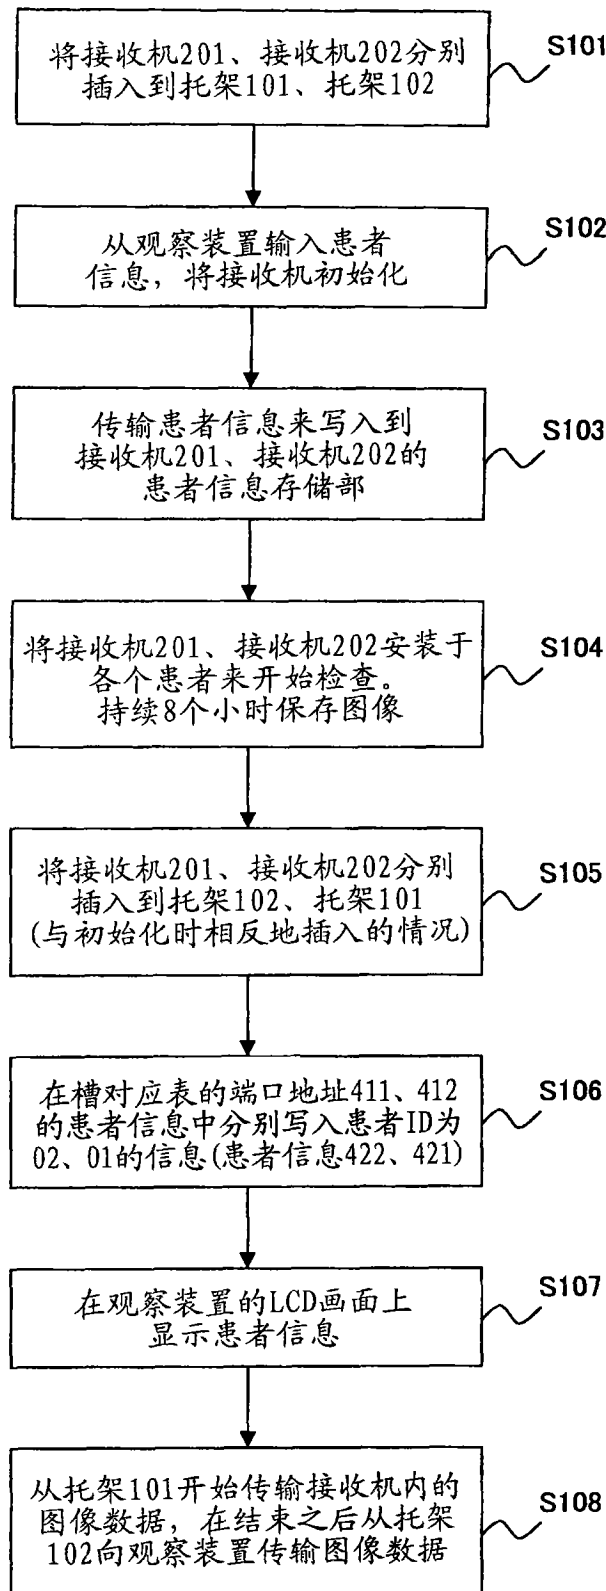 将接收机201、接收机202分别
插入到托架101、托架102
S101
从观察装置输入患者
信息，将接收机初始化
S102
传输患者信息来写入到
接收机201、接收机202的
患者信息存储部
S103
将接收机201、接收机202安装于
各个患者来开始检查。
持续8个小时保存图像
S104
将接收机201、接收机202分别
插入到托架102、托架101
(与初始化时相反地插入的情况)
S105
在槽对应表的端口地址411、412
的患者信息中分别写入患者ID为
02、01的信息(患者信息422、421)
S106
在观察装置的LCD画面上
显示患者信息
S107
从托架101开始传输接收机内的
图像数据，在结束之后从托架
102向观察装置传输图像数据
S108